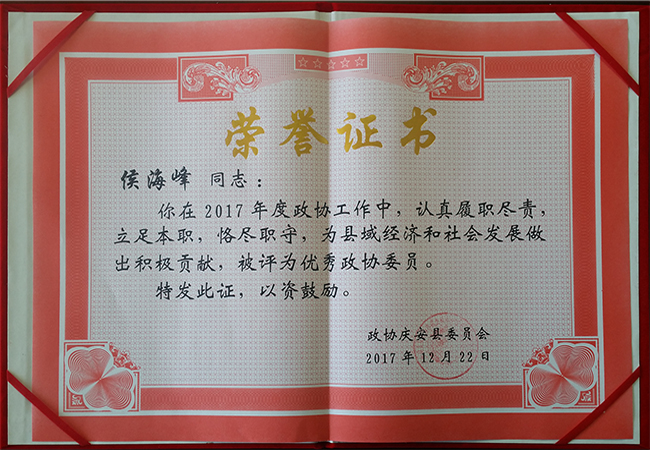 荣誉证书
侯海峰 同志：
你在2017年度政协工作中，认真履职尽责，
立足本职，恪尽职守，为县域经济和社会发展做
出积极贡献，被评为优秀政协委员。
特发此证，以资鼓励。
政协庆安县委员会
2017年12月22日